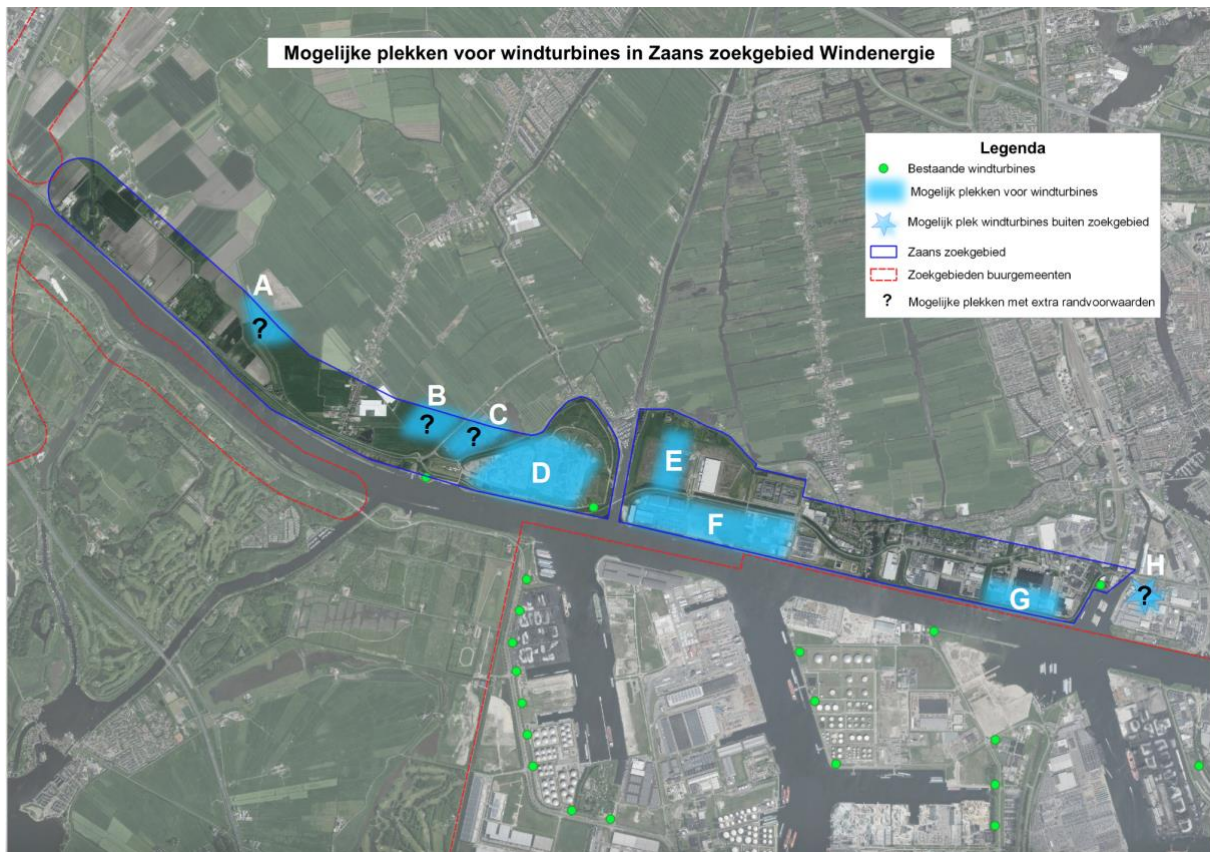 Mogelijke plekken voor windturbines in Zaans zoekgebied Windenergie
Legenda
Bestaande windturbines
Mogelijk plekken voor windturbines
Mogelijk plek windturbines buiten zoekgebied
Zaans zoekgebied
Zoekgebieden buurgemeenten
? Mogelijke plekken met extra randvoorwaarden
A
?
B
?
C
?
D
E
F
G
H
?